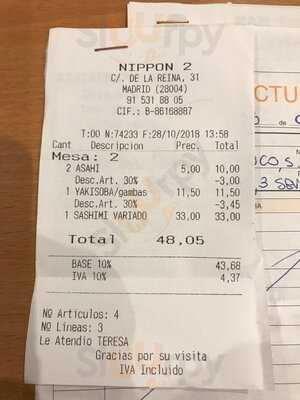 NIPPON 2
C/. DE LA REINA, 31
MADRID (28004)
91 531 88 05
CIF.: B-86168887
T:00 N:74233 F:28/10/2018 13:58
Cant Descripcion Prec. Total
Mesa: 2
2 ASAHI 5,00 10,00
Desc.Art. 30% -3,00
1 YAKISOBA/gambas 11,50 11,50
Desc.Art. 30% -3,45
1 SASHIMI VARIADO 33,00 33,00
Total 48,05
BASE 10% 43,68
IVA 10% 4,37
Nº Articulos: 4
Nº Lineas: 3
Le Atendio TERESA
Gracias por su visita
IVA Incluido
CTU